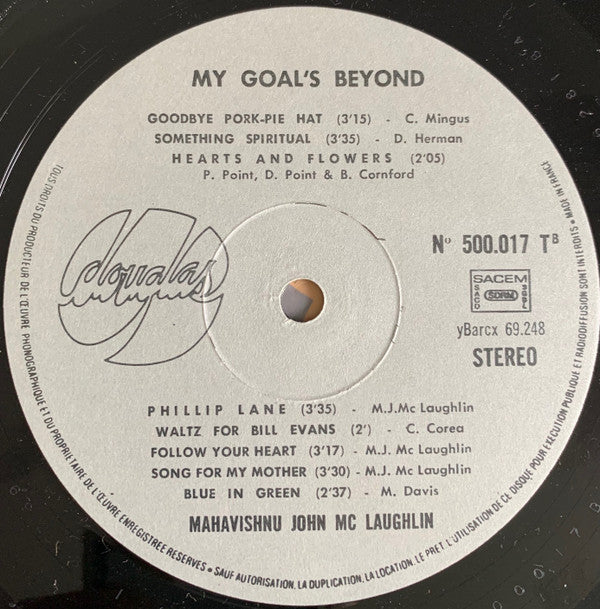 MY GOAL'S BEYOND
GOODBYE PORK-PIE HAT (3'15) - C. Mingus
SOMETHING SPIRITUAL (3'35) - D. Herman
HEARTS AND FLOWERS (2'05)
P. Point, D. Point & B. Cornford
douglas
N° 500.017 TB
SACEM
SACD SDRM SGDL
yBarcx 69.248
STEREO
PHILLIP LANE (3'35) - M.J.Mc Laughlin
WALTZ FOR BILL EVANS (2') - C. Corea
FOLLOW YOUR HEART (3'17) - M.J. Mc Laughlin
SONG FOR MY MOTHER (3'30) - M.J. Mc Laughlin
BLUE IN GREEN (2'37) - M. Davis
MAHAVISHNU JOHN MC LAUGHLIN
TOUS DROITS DU PRODUCTEUR DE L'ŒUVRE PHONOGRAPHIQUE ET DU PROPRIETAIRE DE L'ŒUVRE ENREGISTREE RESERVES • SAUF AUTORISATION, LA DUPLICATION, LA LOCATION, LE PRET, L'UTILISATION DE CE DISQUE POUR EXECUTION PUBLIQUE ET RADIODIFFUSION SONT INTERDITS • MADE IN FRANCE